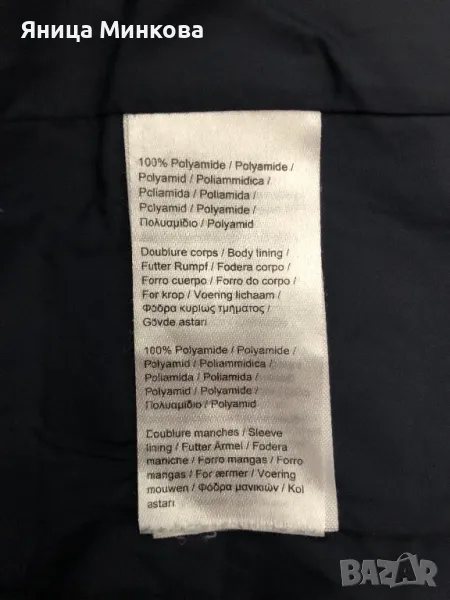 Яница Минкова
100% Polyamide / Polyamide /
Polyamid / Poliammidica /
Poliamida / Poliamida /
Polyamid / Polyamide /
Πολυαμίδιο / Polyamid
Doublure corps / Body lining /
Futter Rumpf / Fodera corpo /
Forro cuerpo / Forro do corpo /
For krop / Voering lichaam /
Φόδρα κυρίως τμήματος /
Gövde astari
100% Polyamide / Polyamide /
Polyamid / Poliammidica /
Poliamida / Poliamida /
Polyamid / Polyamide /
Πολυαμίδιο / Polyamid
Doublure manches / Sleeve
lining / Futter Ärmel / Fodera
maniche / Forro mangas / Forro
mangas / For ærmer / Voering
mouwen / Φόδρα μανικιών / Kol
astari
BAZAR